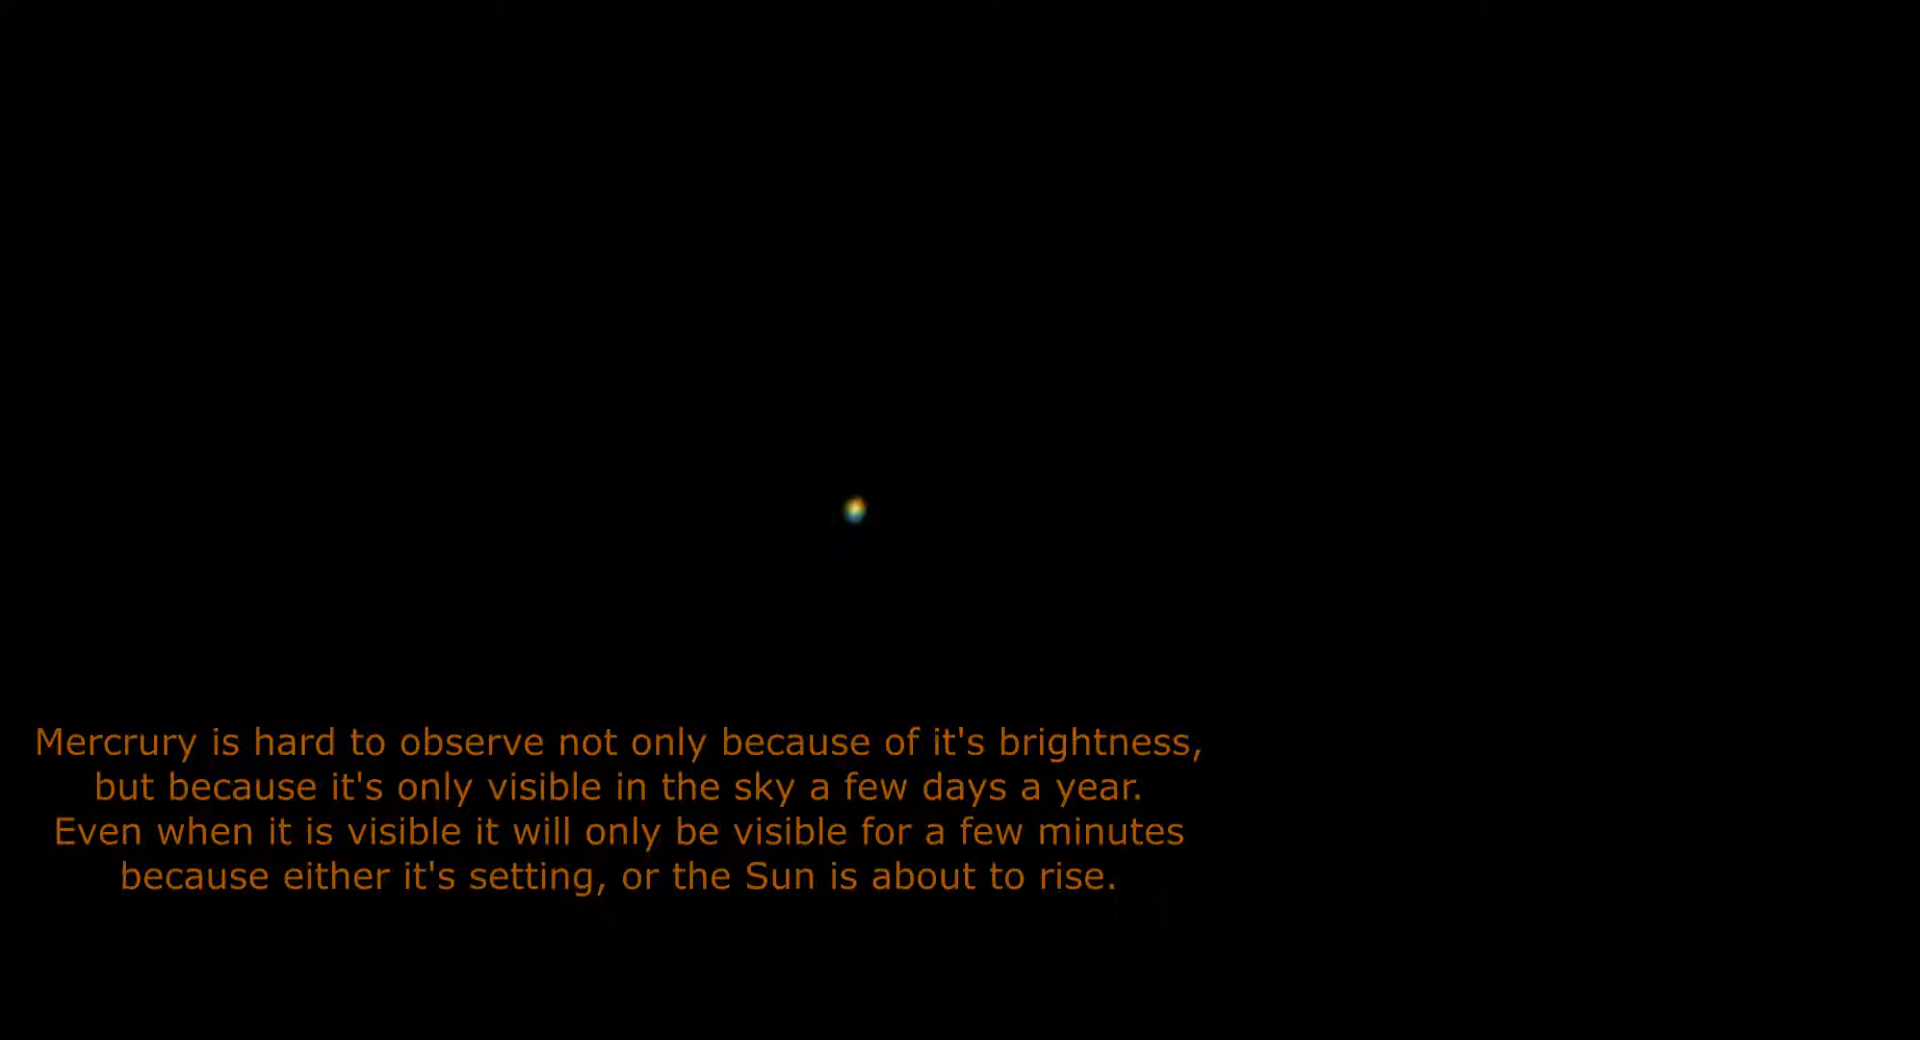 Mercrury is hard to observe not only because of it's brightness,
but because it's only visible in the sky a few days a year.
Even when it is visible it will only be visible for a few minutes
because either it's setting, or the Sun is about to rise.